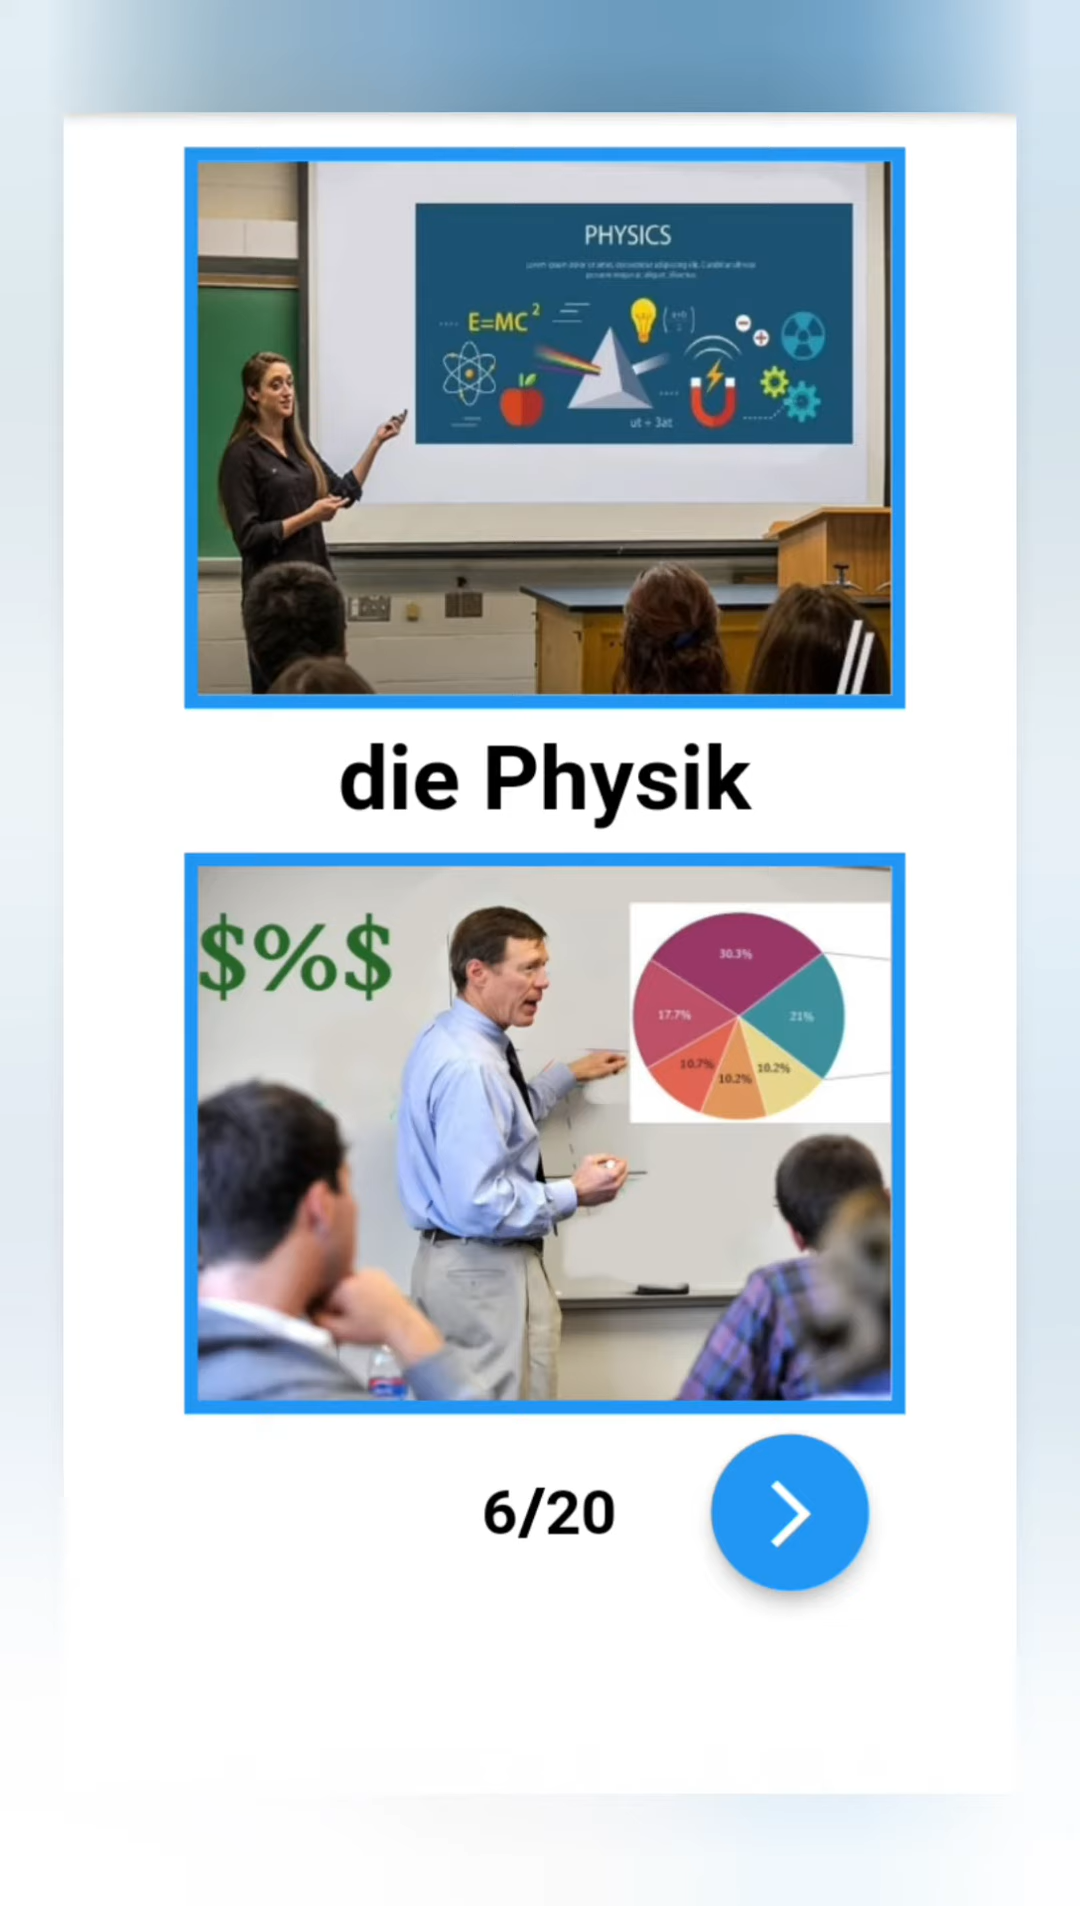 PHYSICS
E=MC²
ut + 3at
die Physik
$%$
30.3%
17.7%
21%
10.7%
10.2%
10.2%
6/20